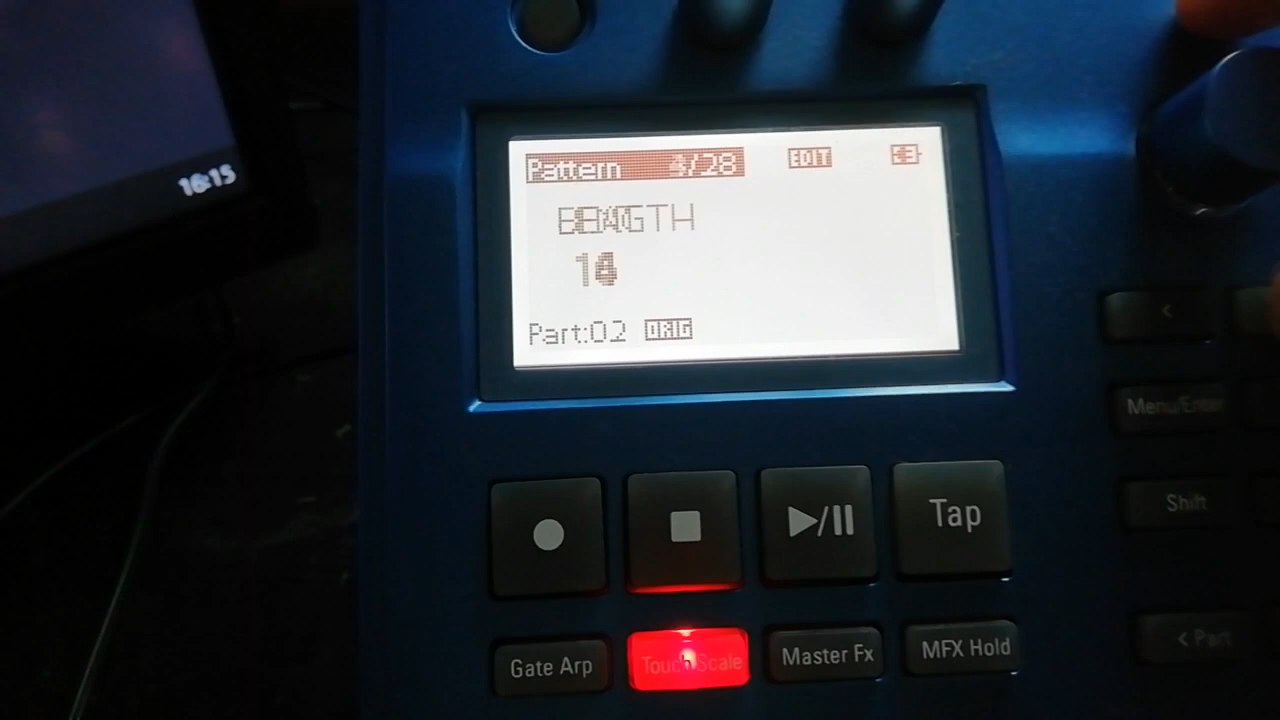 16:15
Pattern /28 EDIT
Part:02 ORIG
Tap
<
Menu/Enter
Shift
Gate Arp Touch Scale Master Fx MFX Hold
< Part